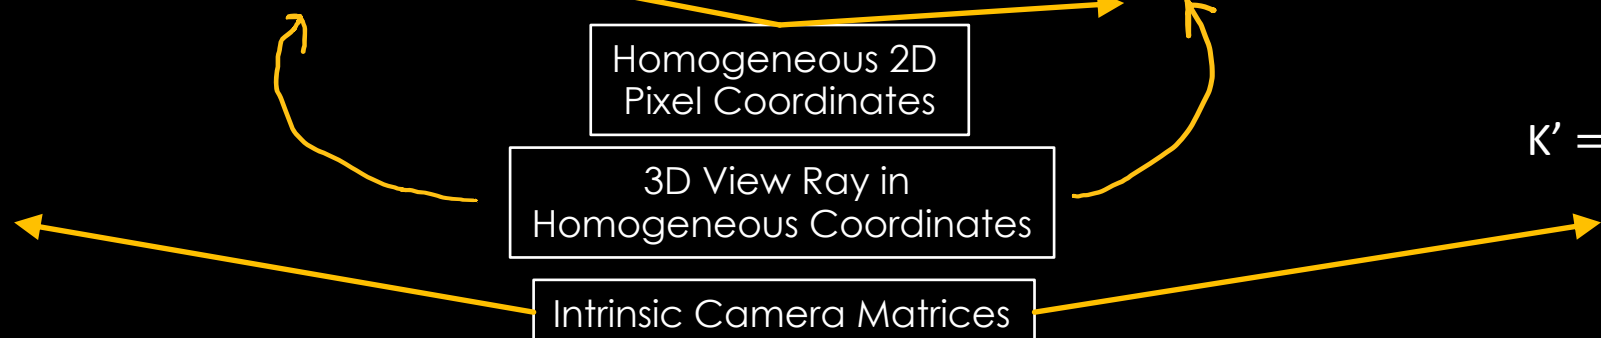 Homogeneous 2D
Pixel Coordinates
K’ =
3D View Ray in
Homogeneous Coordinates
Intrinsic Camera Matrices